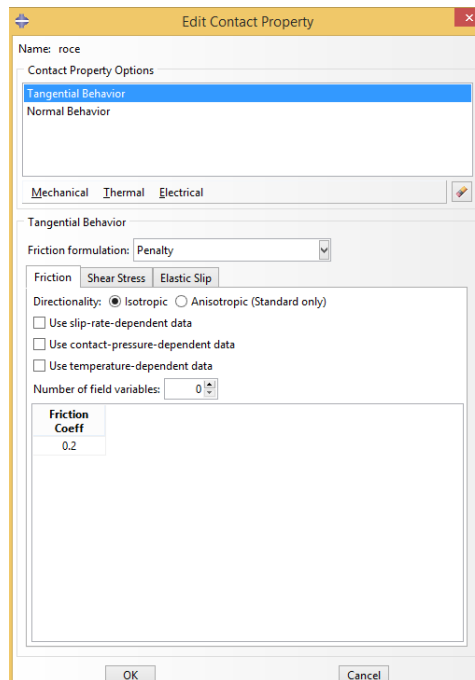 Edit Contact Property
Name: roce
Contact Property Options
Tangential Behavior
Normal Behavior
Mechanical Thermal Electrical
Tangential Behavior
Friction formulation: Penalty
Friction Shear Stress Elastic Slip
Directionality: Isotropic Anisotropic (Standard only)
Use slip-rate-dependent data
Use contact-pressure-dependent data
Use temperature-dependent data
Number of field variables: 0
Friction
Coeff
0.2
OK Cancel